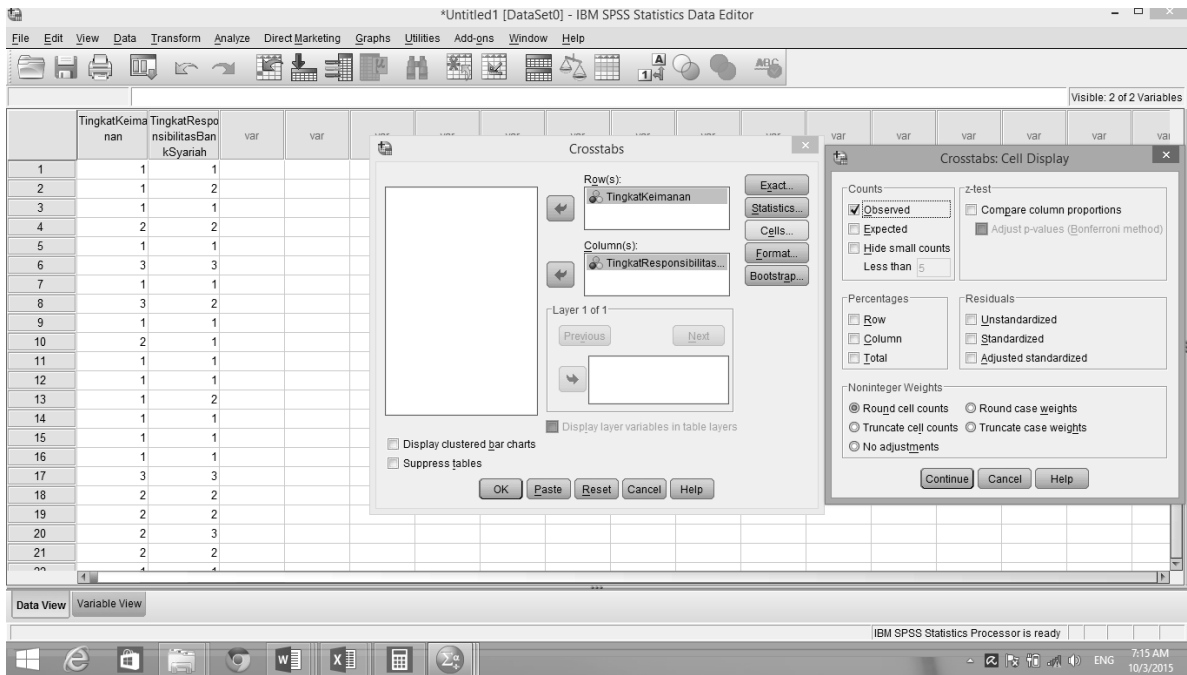 *Untitled1 [DataSet0] - IBM SPSS Statistics Data Editor
File Edit View Data Transform Analyze Direct Marketing Graphs Utilities Add-ons Window Help
Visible: 2 of 2 Variables
TingkatKeimanan TingkatResponsibilitasBankSyariah var var var var var var var var var
1 1 1
2 1 2
3 1 1
4 2 2
5 1 1
6 3 3
7 1 1
8 3 2
9 1 1
10 2 1
11 1 1
12 1 1
13 1 2
14 1 1
15 1 1
16 1 1
17 3 3
18 2 2
19 2 2
20 2 3
21 2 2
Crosstabs
Row(s):
TingkatKeimanan
Column(s):
TingkatResponsibilitas...
Layer 1 of 1
Previous Next
Display layer variables in table layers
Display clustered bar charts
Suppress tables
OK Paste Reset Cancel Help
Exact...
Statistics...
Cells...
Format...
Bootstrap...
Crosstabs: Cell Display
Counts
Observed
Expected
Hide small counts
Less than 5
z-test
Compare column proportions
Adjust p-values (Bonferroni method)
Percentages
Row
Column
Total
Residuals
Unstandardized
Standardized
Adjusted standardized
Noninteger Weights
Round cell counts Round case weights
Truncate cell counts Truncate case weights
No adjustments
Continue Cancel Help
Data View Variable View
IBM SPSS Statistics Processor is ready
ENG 7:15 AM
10/3/2015